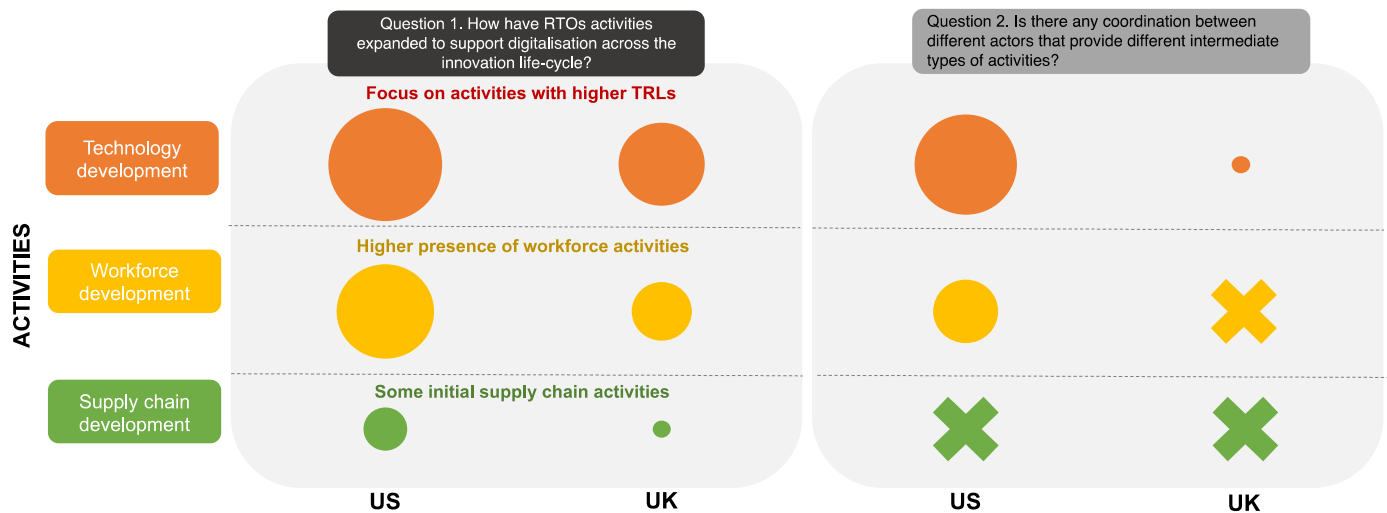 Question 1. How have RTOs activities
expanded to support digitalisation across the
innovation life-cycle?
Question 2. Is there any coordination between
different actors that provide different intermediate
types of activities?
Focus on activities with higher TRLs
Technology
development
Higher presence of workforce activities
Workforce
development
ACTIVITIES
Some initial supply chain activities
Supply chain
development
US
UK
US
UK